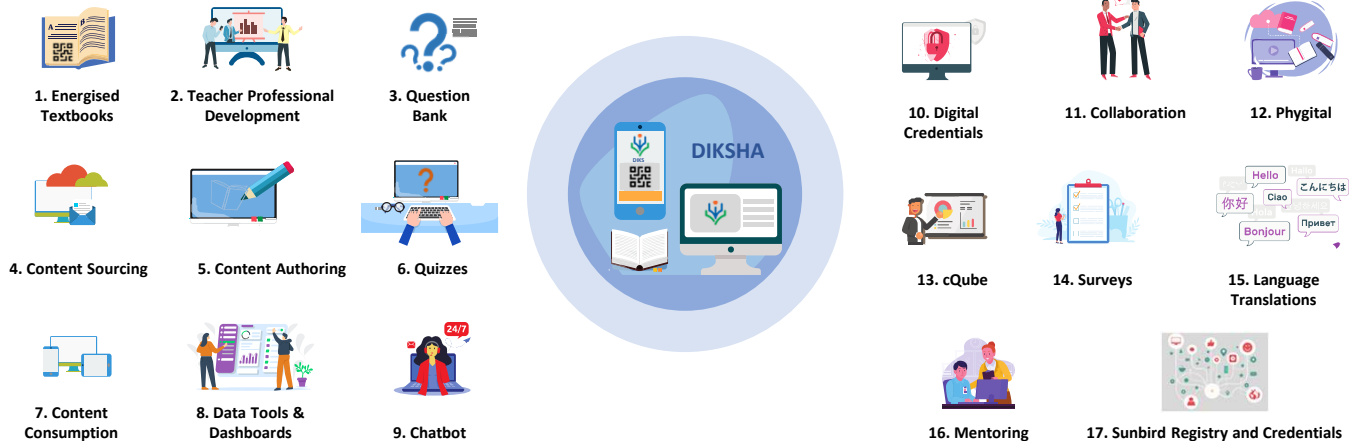 A
B
1. Energised
Textbooks
2. Teacher Professional
Development
3. Question
Bank
4. Content Sourcing
5. Content Authoring
6. Quizzes
7. Content
Consumption
8. Data Tools &
Dashboards
24/7
9. Chatbot
DIKS
DIKSHA
10. Digital
Credentials
11. Collaboration
12. Phygital
13. cQube
14. Surveys
Hello
Hello
こんにちは
你好
Ciao
Привет
Bonjour
15. Language
Translations
16. Mentoring
17. Sunbird Registry and Credentials